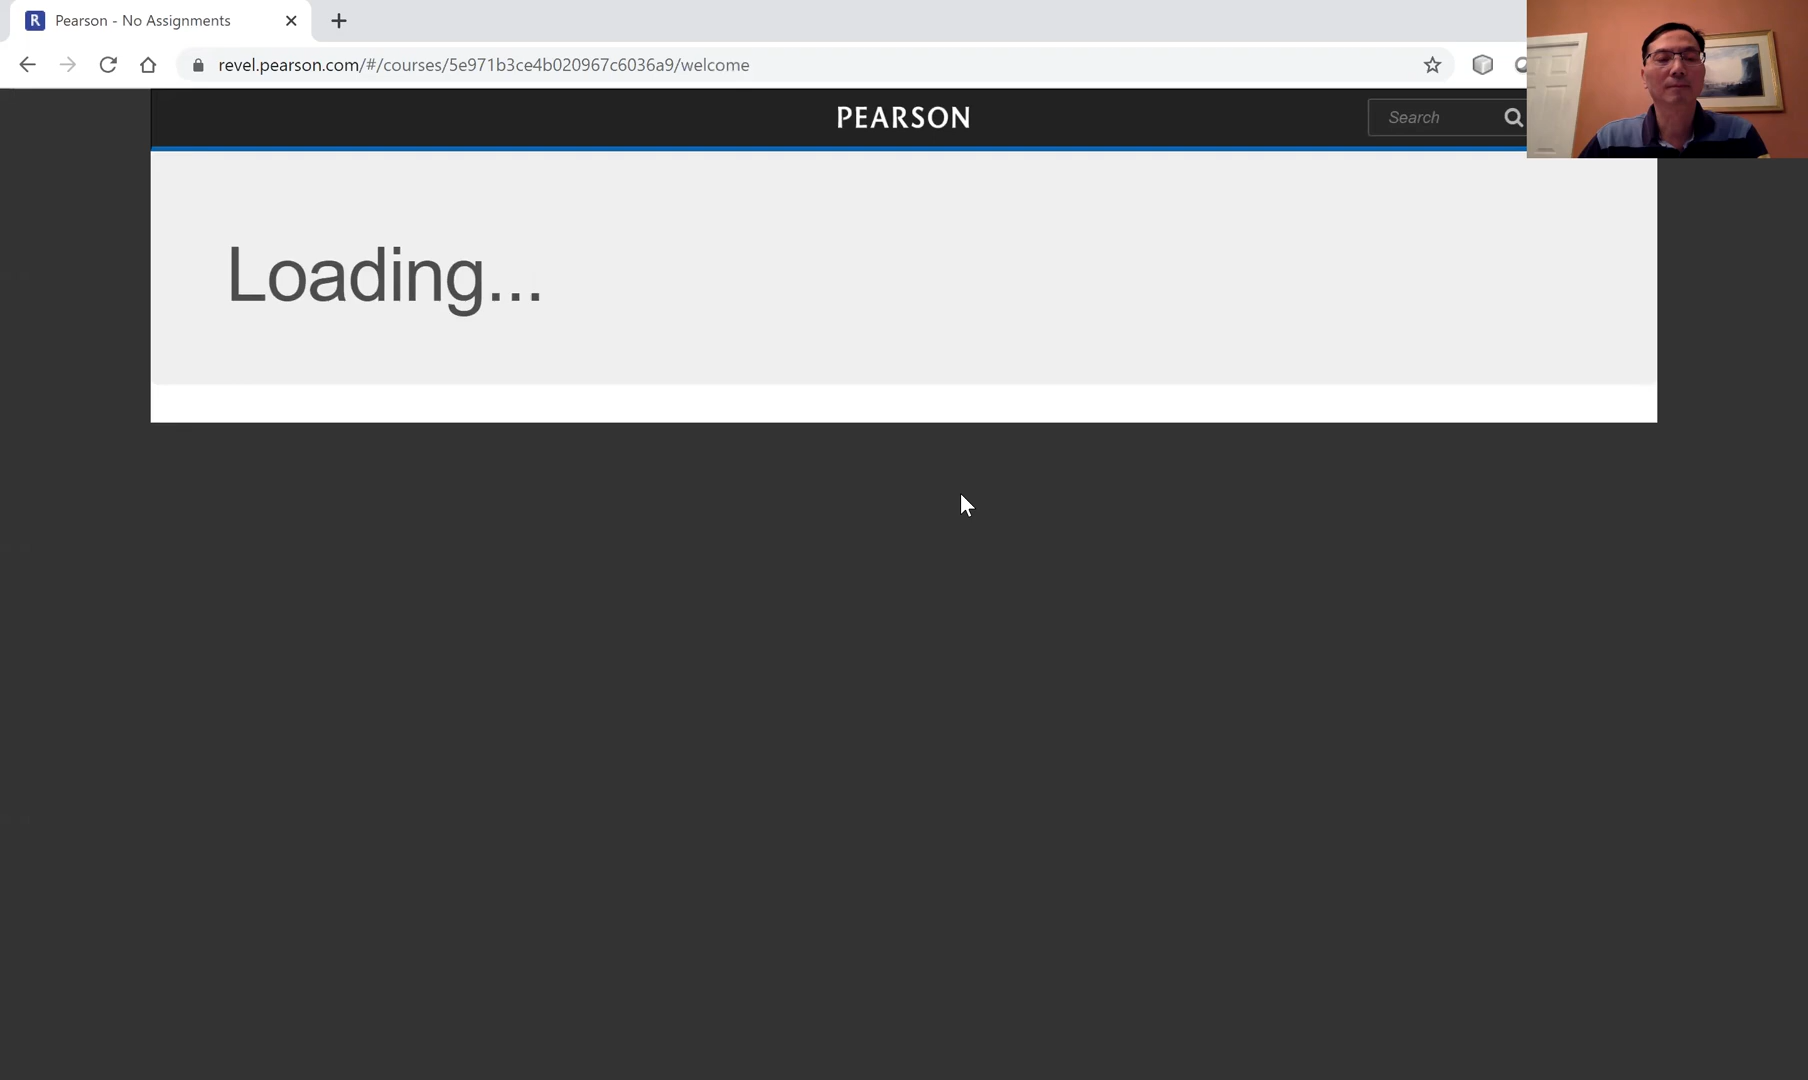 R Pearson - No Assignments
revel.pearson.com/#/courses/5e971b3ce4b020967c6036a9/welcome
PEARSON
Search
Loading...